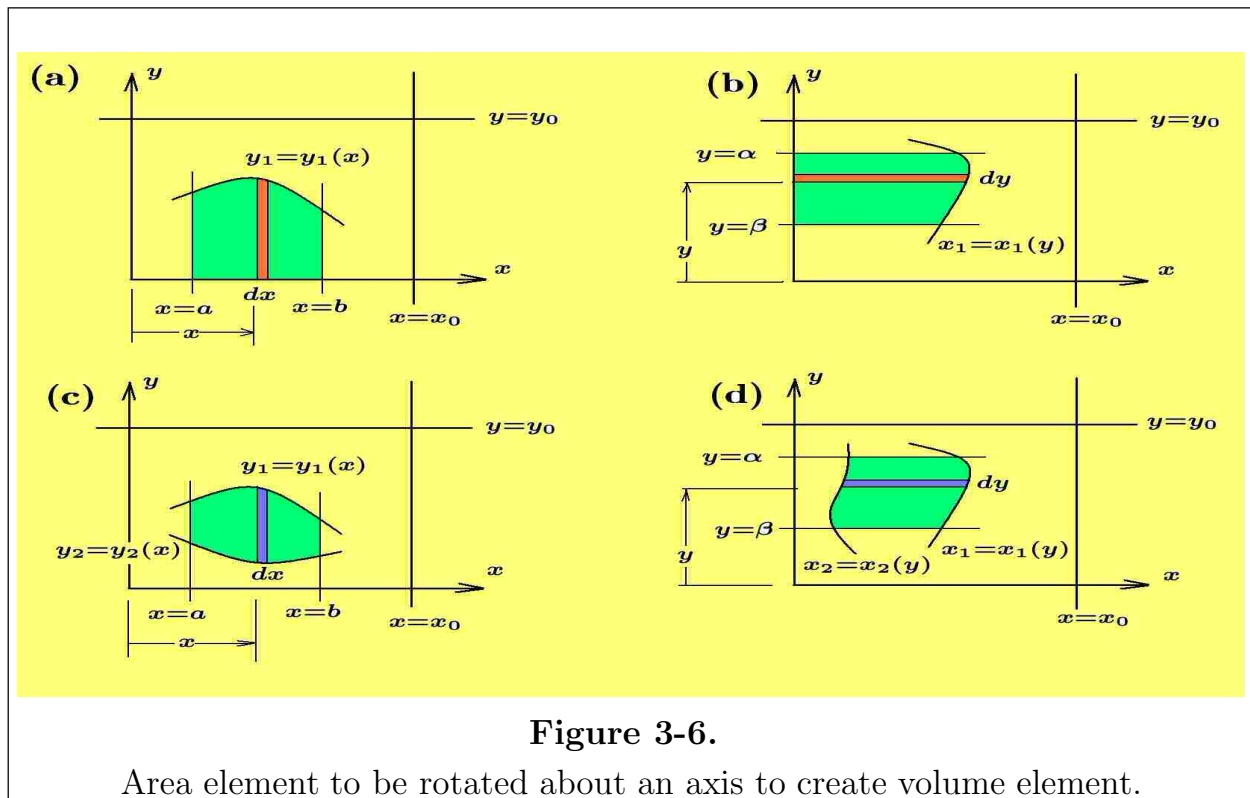 (a)
y
y=y₀
y₁=y₁(x)
x
x=a
dx
x=b
x=x₀
x
(b)
y
y=y₀
y=α
dy
y=β
y
x₁=x₁(y)
x
x=x₀
(c)
y
y=y₀
y₁=y₁(x)
y₂=y₂(x)
dx
x
x=a
x=b
x=x₀
x
(d)
y
y=y₀
y=α
dy
y=β
y
x₂=x₂(y)
x₁=x₁(y)
x
x=x₀
Figure 3-6.
Area element to be rotated about an axis to create volume element.